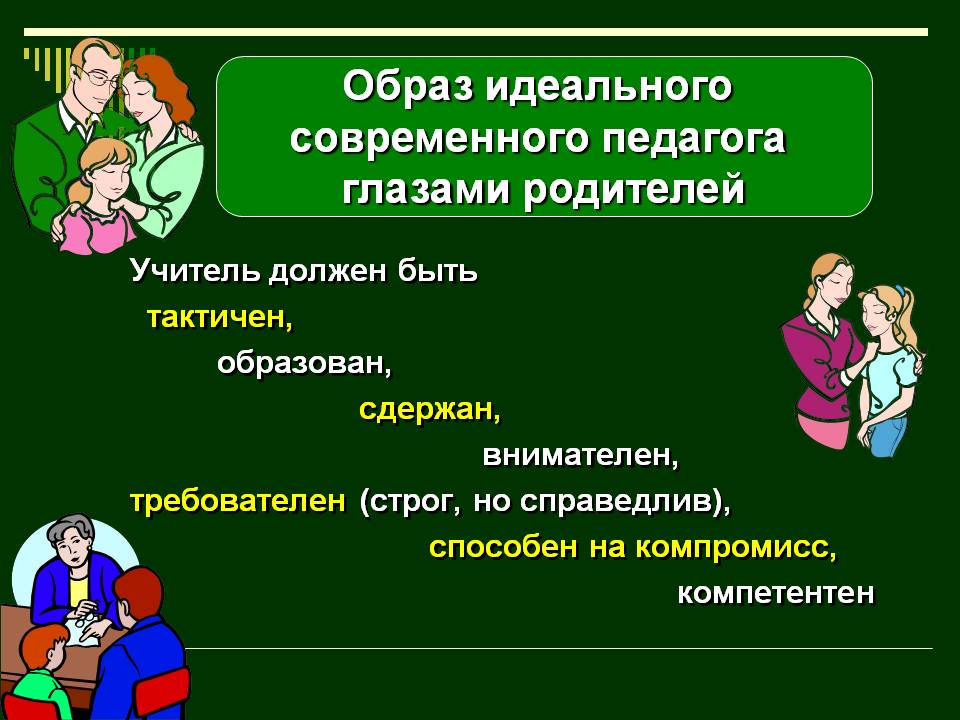 Образ идеального
современного педагога
глазами родителей
Учитель должен быть
тактичен,
образован,
сдержан,
внимателен,
требователен (строг, но справедлив),
способен на компромисс,
компетентен